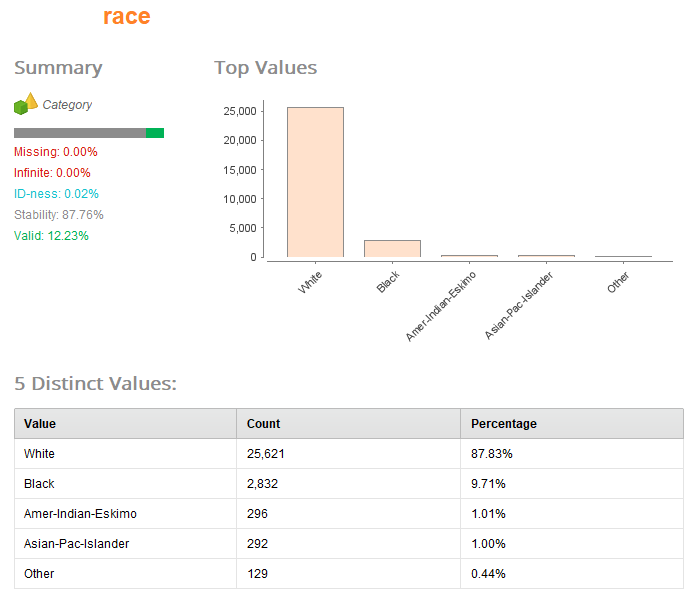 race
Summary
Top Values
Category
Missing: 0.00%
Infinite: 0.00%
ID-ness: 0.02%
Stability: 87.76%
Valid: 12.23%
25,000
20,000
15,000
10,000
5,000
0
White
Black
Amer-Indian-Eskimo
Asian-Pac-Islander
Other
5 Distinct Values:
Value Count Percentage
White 25,621 87.83%
Black 2,832 9.71%
Amer-Indian-Eskimo 296 1.01%
Asian-Pac-Islander 292 1.00%
Other 129 0.44%